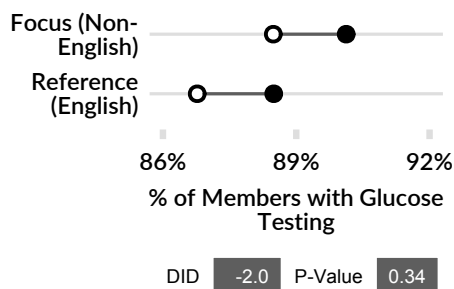 Focus (Non-
English)
Reference
(English)
86%
89%
92%
% of Members with Glucose
Testing
DID -2.0 P-Value 0.34